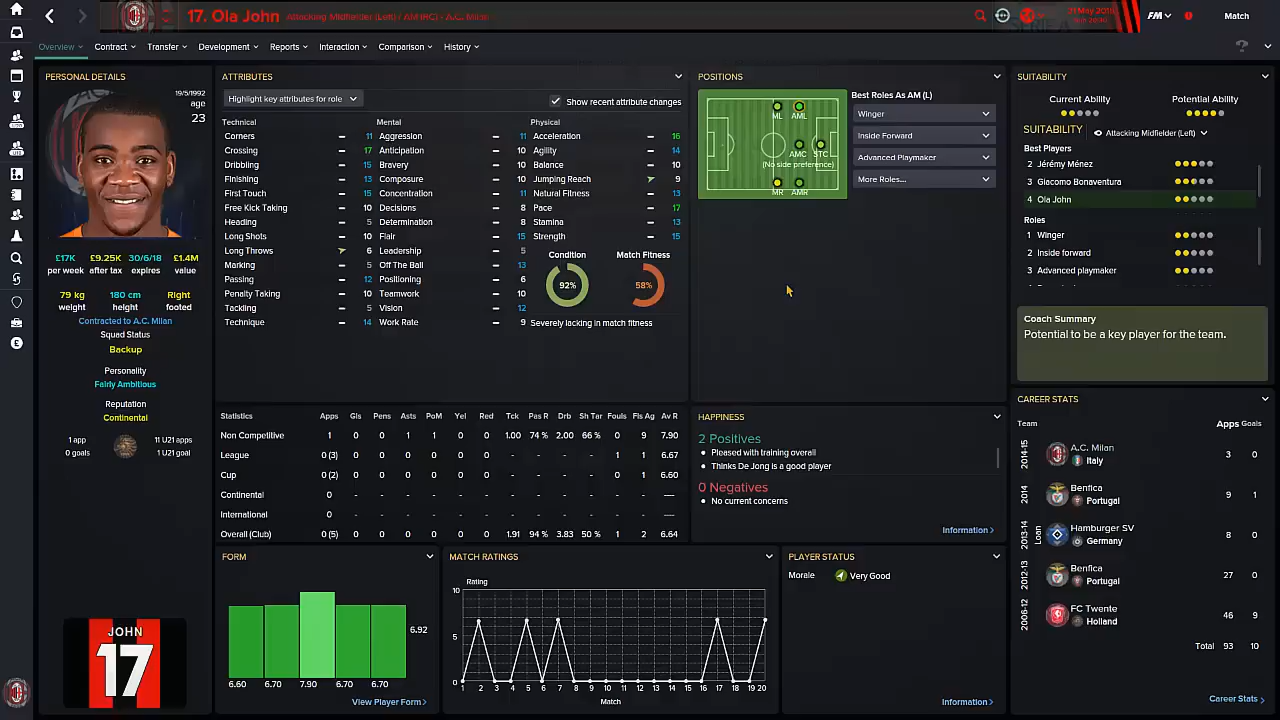 17. Ola John
Attacking Midfielder (Left) / AM (RC) - A.C. Milan
FM
Match
Overview
Contract
Transfer
Development
Reports
Interaction
Comparison
History
PERSONAL DETAILS
19/5/1992
age
23
£17K
per week
£9.25K
after tax
30/6/18
expires
£1.4M
value
79 kg
weight
180 cm
height
Right
footed
Contracted to A.C. Milan
Squad Status
Backup
Personality
Fairly Ambitious
Reputation
Continental
1 app
0 goals
11 U21 apps
1 U21 goal
JOHN
17
ATTRIBUTES
Highlight key attributes for role
Show recent attribute changes
Technical
Mental
Physical
Corners 11 Aggression 11 Acceleration 16
Crossing 17 Anticipation 10 Agility 14
Dribbling 15 Bravery 10 Balance 10
Finishing 13 Composure 10 Jumping Reach 9
First Touch 15 Concentration 11 Natural Fitness 13
Free Kick Taking 10 Decisions 8 Pace 17
Heading 5 Determination 8 Stamina 13
Long Shots 10 Flair 15 Strength 15
Long Throws 6 Leadership 5
Marking 5 Off The Ball 13
Passing 12 Positioning 6
Penalty Taking 10 Teamwork 10
Tackling 5 Vision 12
Technique 14 Work Rate 9
Condition
92%
Match Fitness
58%
Severely lacking in match fitness
POSITIONS
ML
AML
AMC
STC
(No side preference)
MR
AMR
Best Roles As AM (L)
Winger
Inside Forward
Advanced Playmaker
More Roles...
SUITABILITY
Current Ability
Potential Ability
SUITABILITY
Attacking Midfielder (Left)
Best Players
2 Jérémy Ménez
3 Giacomo Bonaventura
4 Ola John
Roles
1 Winger
2 Inside forward
3 Advanced playmaker
Coach Summary
Potential to be a key player for the team.
Statistics Apps Gls Pens Asts PoM Yel Red Tck Pas R Drb Sh Tar Fouls Fls Ag Av R
Non Competitive 1 0 0 1 1 0 0 1.00 74 % 2.00 66 % 0 9 7.90
League 0 (3) 0 0 0 0 0 0 - - - - 1 1 6.67
Cup 0 (2) 0 0 0 0 0 0 - - - - 0 1 6.60
Continental 0 - - - - - - - - - - - - ---
International 0 - - - - - - - - - - - - ---
Overall (Club) 0 (5) 0 0 0 0 0 0 1.91 94 % 3.83 50 % 1 2 6.64
HAPPINESS
2 Positives
• Pleased with training overall
• Thinks De Jong is a good player
0 Negatives
• No current concerns
Information >
CAREER STATS
Team Apps Goals
2014-15 A.C. Milan Italy 3 0
2014 Benfica Portugal 9 1
2013-14 Loan Hamburger SV Germany 8 0
2012-13 Benfica Portugal 27 0
2006-12 FC Twente Holland 46 9
Total 93 10
Career Stats >
FORM
6.92
6.60 6.70 7.90 6.70 6.70
View Player Form >
MATCH RATINGS
Rating
10
5
0
1 2 3 4 5 6 7 8 9 10 11 12 13 14 15 16 17 18 19 20
Match
PLAYER STATUS
Morale Very Good
Information >